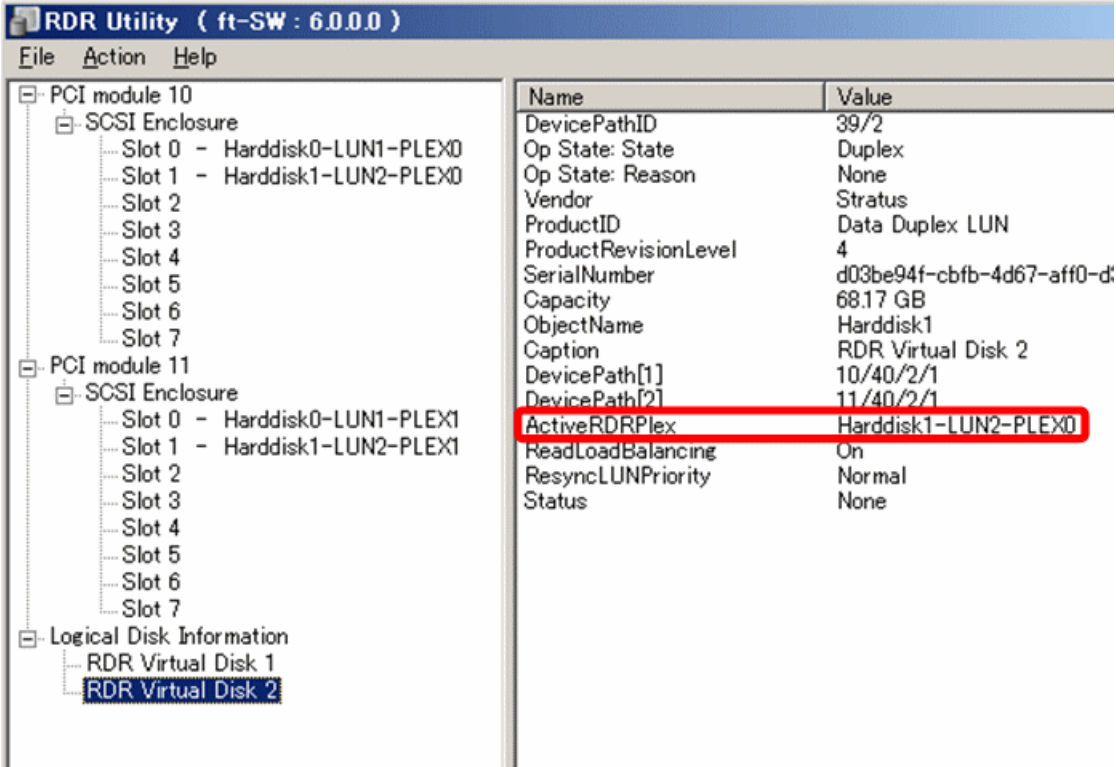 RDR Utility ( ft-SW : 6.0.0.0 )
File Action Help
PCI module 10
SCSI Enclosure
Slot 0 - Harddisk0-LUN1-PLEX0
Slot 1 - Harddisk1-LUN2-PLEX0
Slot 2
Slot 3
Slot 4
Slot 5
Slot 6
Slot 7
PCI module 11
SCSI Enclosure
Slot 0 - Harddisk0-LUN1-PLEX1
Slot 1 - Harddisk1-LUN2-PLEX1
Slot 2
Slot 3
Slot 4
Slot 5
Slot 6
Slot 7
Logical Disk Information
RDR Virtual Disk 1
RDR Virtual Disk 2
Name Value
DevicePathID 39/2
Op State: State Duplex
Op State: Reason None
Vendor Stratus
ProductID Data Duplex LUN
ProductRevisionLevel 4
SerialNumber d03be94f-cbfb-4d67-aff0-d3
Capacity 68.17 GB
ObjectName Harddisk1
Caption RDR Virtual Disk 2
DevicePath[1] 10/40/2/1
DevicePath[2] 11/40/2/1
ActiveRDRPlex Harddisk1-LUN2-PLEX0
ReadLoadBalancing On
ResyncLUNPriority Normal
Status None